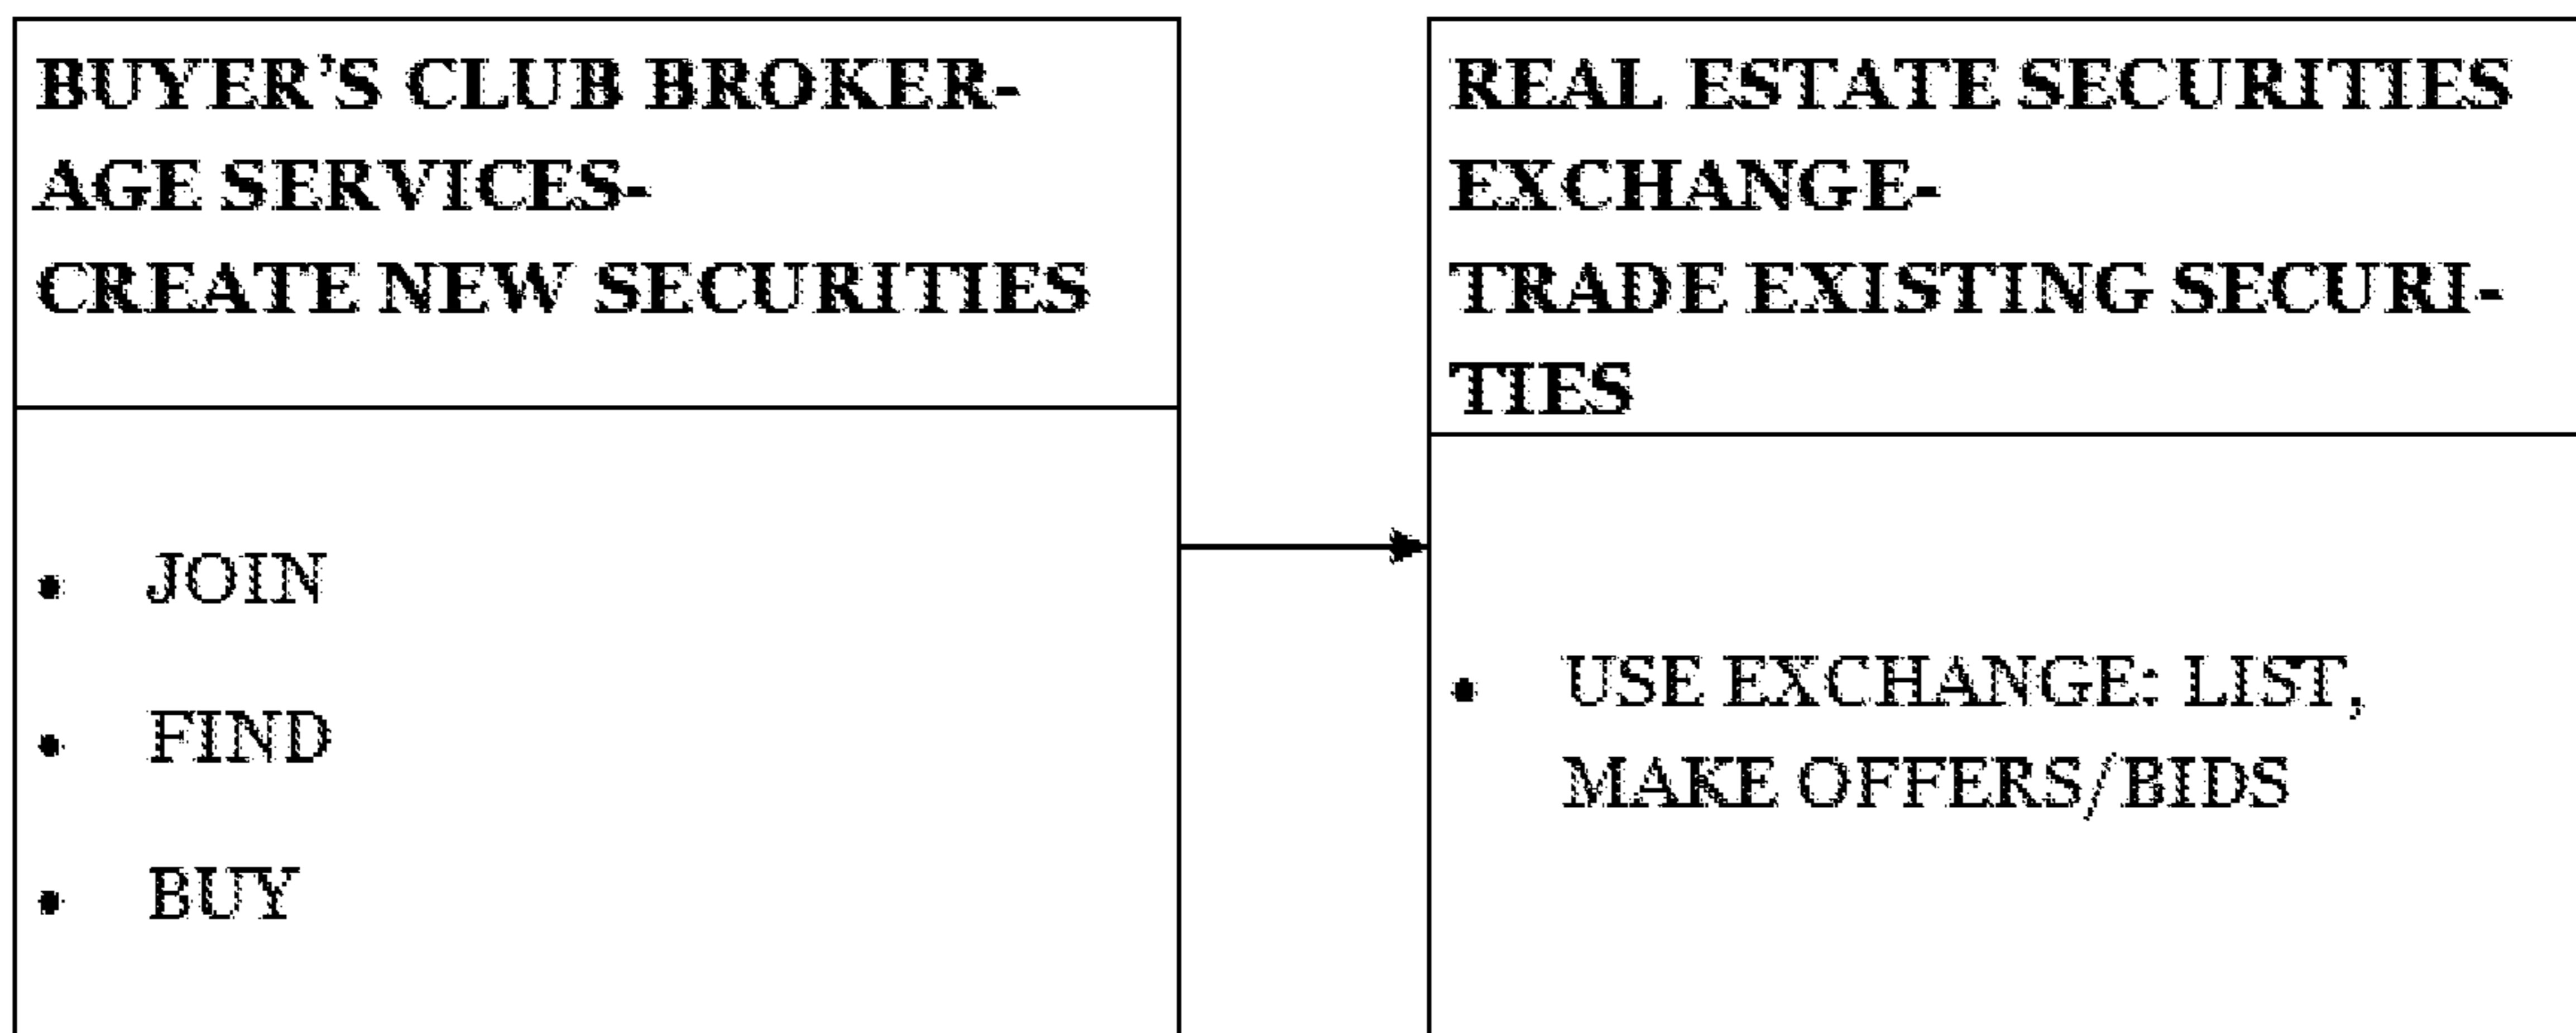 BUYER'S CLUB BROKER-
AGE SERVICES-
CREATE NEW SECURITIES
• JOIN
• FIND
• BUY
REAL ESTATE SECURITIES
EXCHANGE-
TRADE EXISTING SECURI-
TIES
• USE EXCHANGE: LIST,
MAKE OFFERS/BIDS